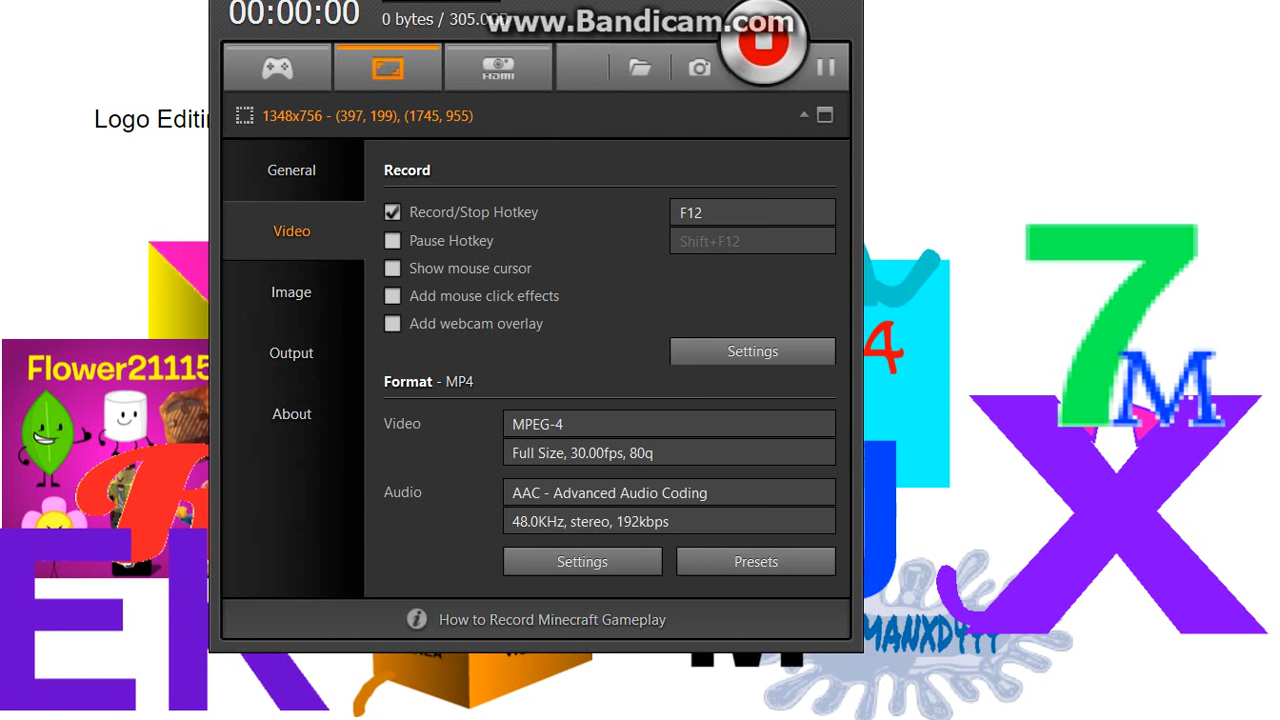 00:00:00
0 bytes / 305.0
www.Bandicam.com
HDMI
1348x756 - (397, 199), (1745, 955)
Logo Editi
General
Video
Image
Output
About
Record
Record/Stop Hotkey
F12
Pause Hotkey
Shift+F12
Show mouse cursor
Add mouse click effects
Add webcam overlay
Settings
Format - MP4
Video
MPEG-4
Full Size, 30.00fps, 80q
Audio
AAC - Advanced Audio Coding
48.0KHz, stereo, 192kbps
Settings
Presets
How to Record Minecraft Gameplay
Flower21115
7
M
4
X